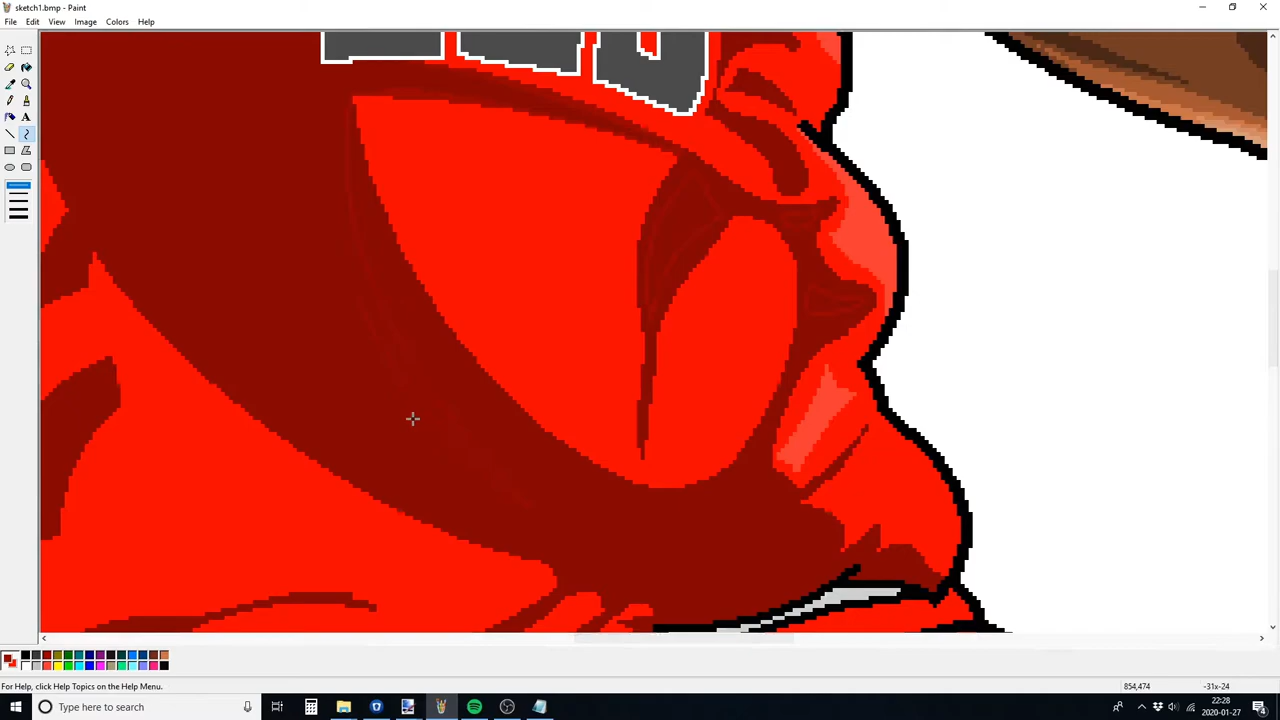 sketch1.bmp - Paint
File Edit View Image Colors Help
For Help, click Help Topics on the Help Menu.
854,474
-31x-24
Type here to search
22:28
2020-01-27